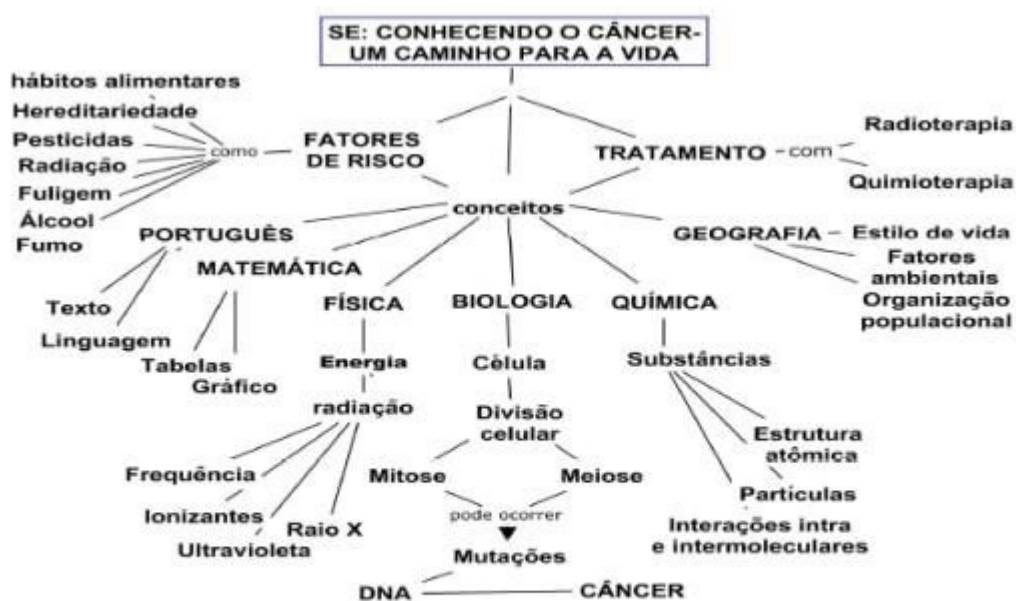 SE: CONHECENDO O CÂNCER-
UM CAMINHO PARA A VIDA
hábitos alimentares
Hereditariedade
Pesticidas
Radiação
Fuligem
Álcool
Fumo
como
FATORES
DE RISCO
TRATAMENTO
com
Radioterapia
Quimioterapia
conceitos
PORTUGUÊS
Texto
Linguagem
MATEMÁTICA
Tabelas
Gráfico
FÍSICA
Energia
radiação
Frequência
Ionizantes
Ultravioleta
Raio X
BIOLOGIA
Célula
Divisão
celular
Mitose
Meiose
pode ocorrer
Mutações
DNA
CÂNCER
QUÍMICA
Substâncias
Estrutura
atômica
Partículas
Interações intra
e intermoleculares
GEOGRAFIA
Estilo de vida
Fatores
ambientais
Organização
populacional